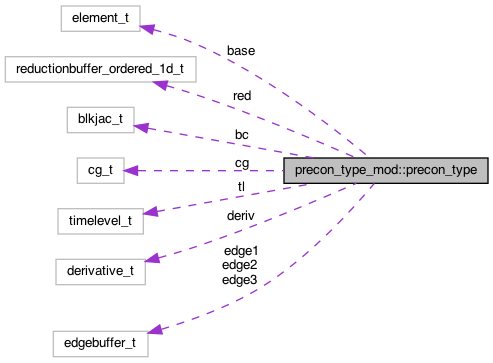 element_t
base
reductionbuffer_ordered_1d_t
red
blkjac_t
bc
cg_t
cg
precon_type_mod::precon_type
tl
timelevel_t
deriv
derivative_t
edge1
edge2
edge3
edgebuffer_t